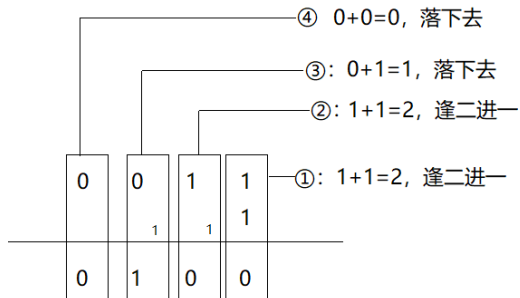 ④ 0+0=0，落下去
③：0+1=1，落下去
②：1+1=2，逢二进一
①：1+1=2，逢二进一
0 0 1 1
1
1 1
0 1 0 0